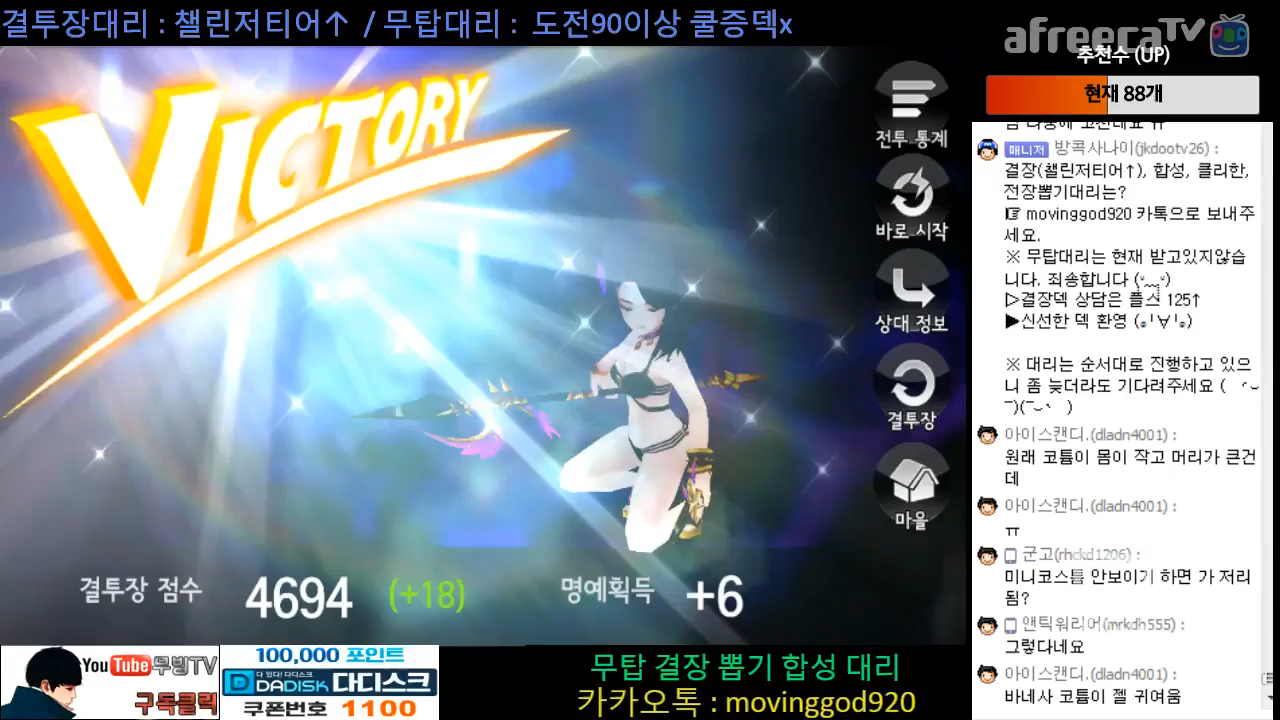 결투장대리 : 챌린저티어↑ / 무탑대리 : 도전90이상 쿨증덱x
afreecaTV
추천수 (UP)
현재 88개
VICTORY
전투 통계
바로 시작
상대 정보
결투장
마을
결투장 점수 4694 (+18) 명예획득 +6
매니저 방콕사나이(jkdootv26) :
결장(챌린저티어↑), 합성, 클리한,
전장뽑기대리는?
☞ movinggod920 카톡으로 보내주
세요.
※ 무탑대리는 현재 받고있지않습
니다. 죄송합니다
▷결장덱 상담은 플스 125↑
▶신선한 덱 환영 (｡'∀'｡)
※ 대리는 순서대로 진행하고 있으
니 좀 늦더라도 기다려주세요
아이스캔디.(dladn4001) :
원래 코튬이 몸이 작고 머리가 큰건
데
아이스캔디.(dladn4001) :
ㅠ
군고(rhckd1206) :
미니코스튬 안보이기 하면 가 저리
됨?
앤틱워리어(mrkdh555) :
그렇다네요
아이스캔디.(dladn4001) :
바네사 코튬이 젤 귀여움
YouTube 무빙TV
구독클릭
100,000 포인트
다 있다! 다디스크
DADISK 다디스크
쿠폰번호 1100
무탑 결장 뽑기 합성 대리
카카오톡 : movinggod920